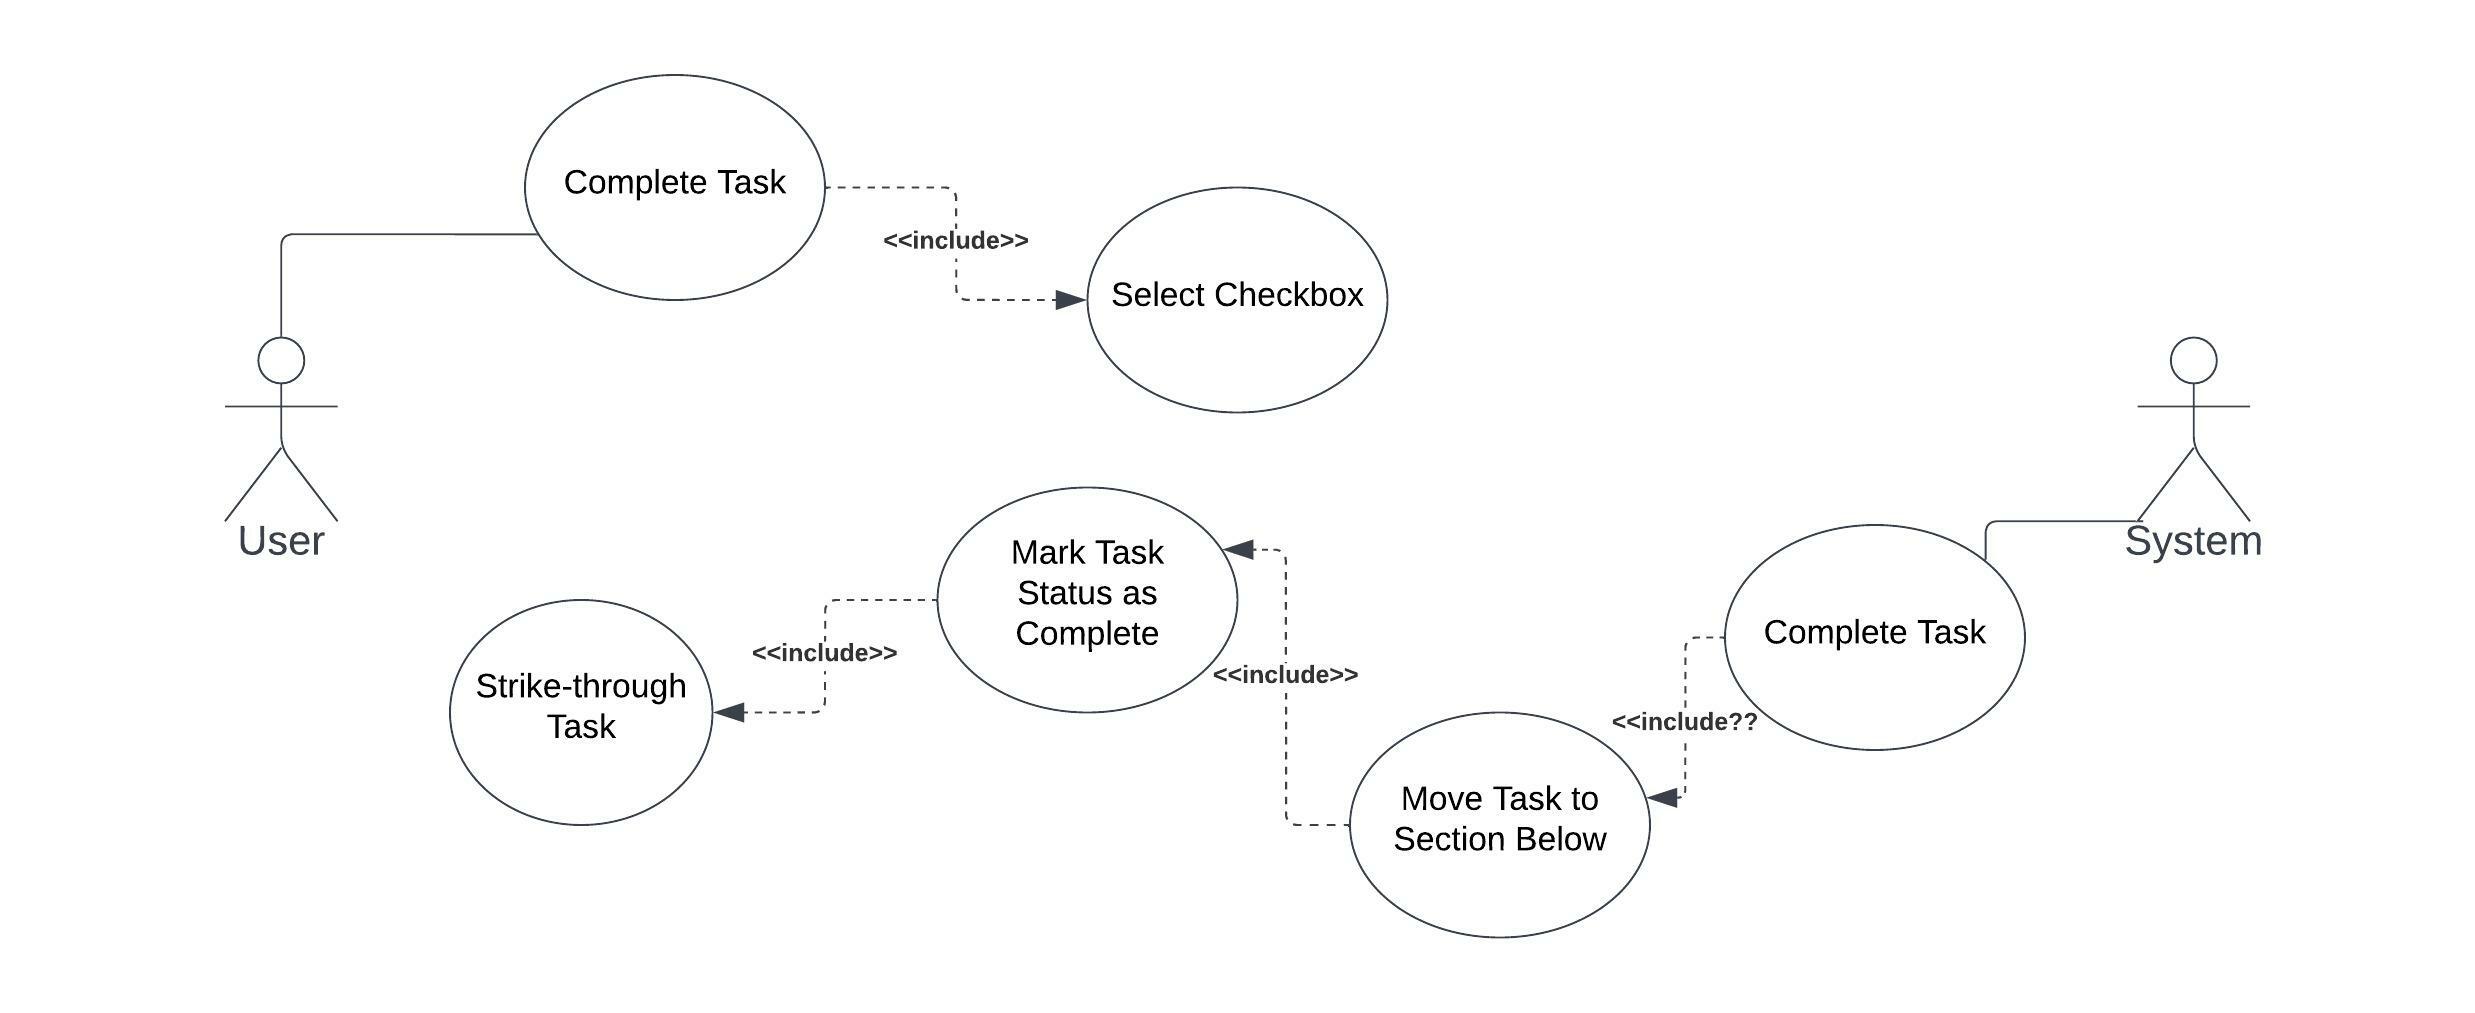 Complete Task
<<include>>
Select Checkbox
User
System
Mark Task
Status as
Complete
Complete Task
<<include>>
<<include>>
Strike-through
Task
<<include??
Move Task to
Section Below